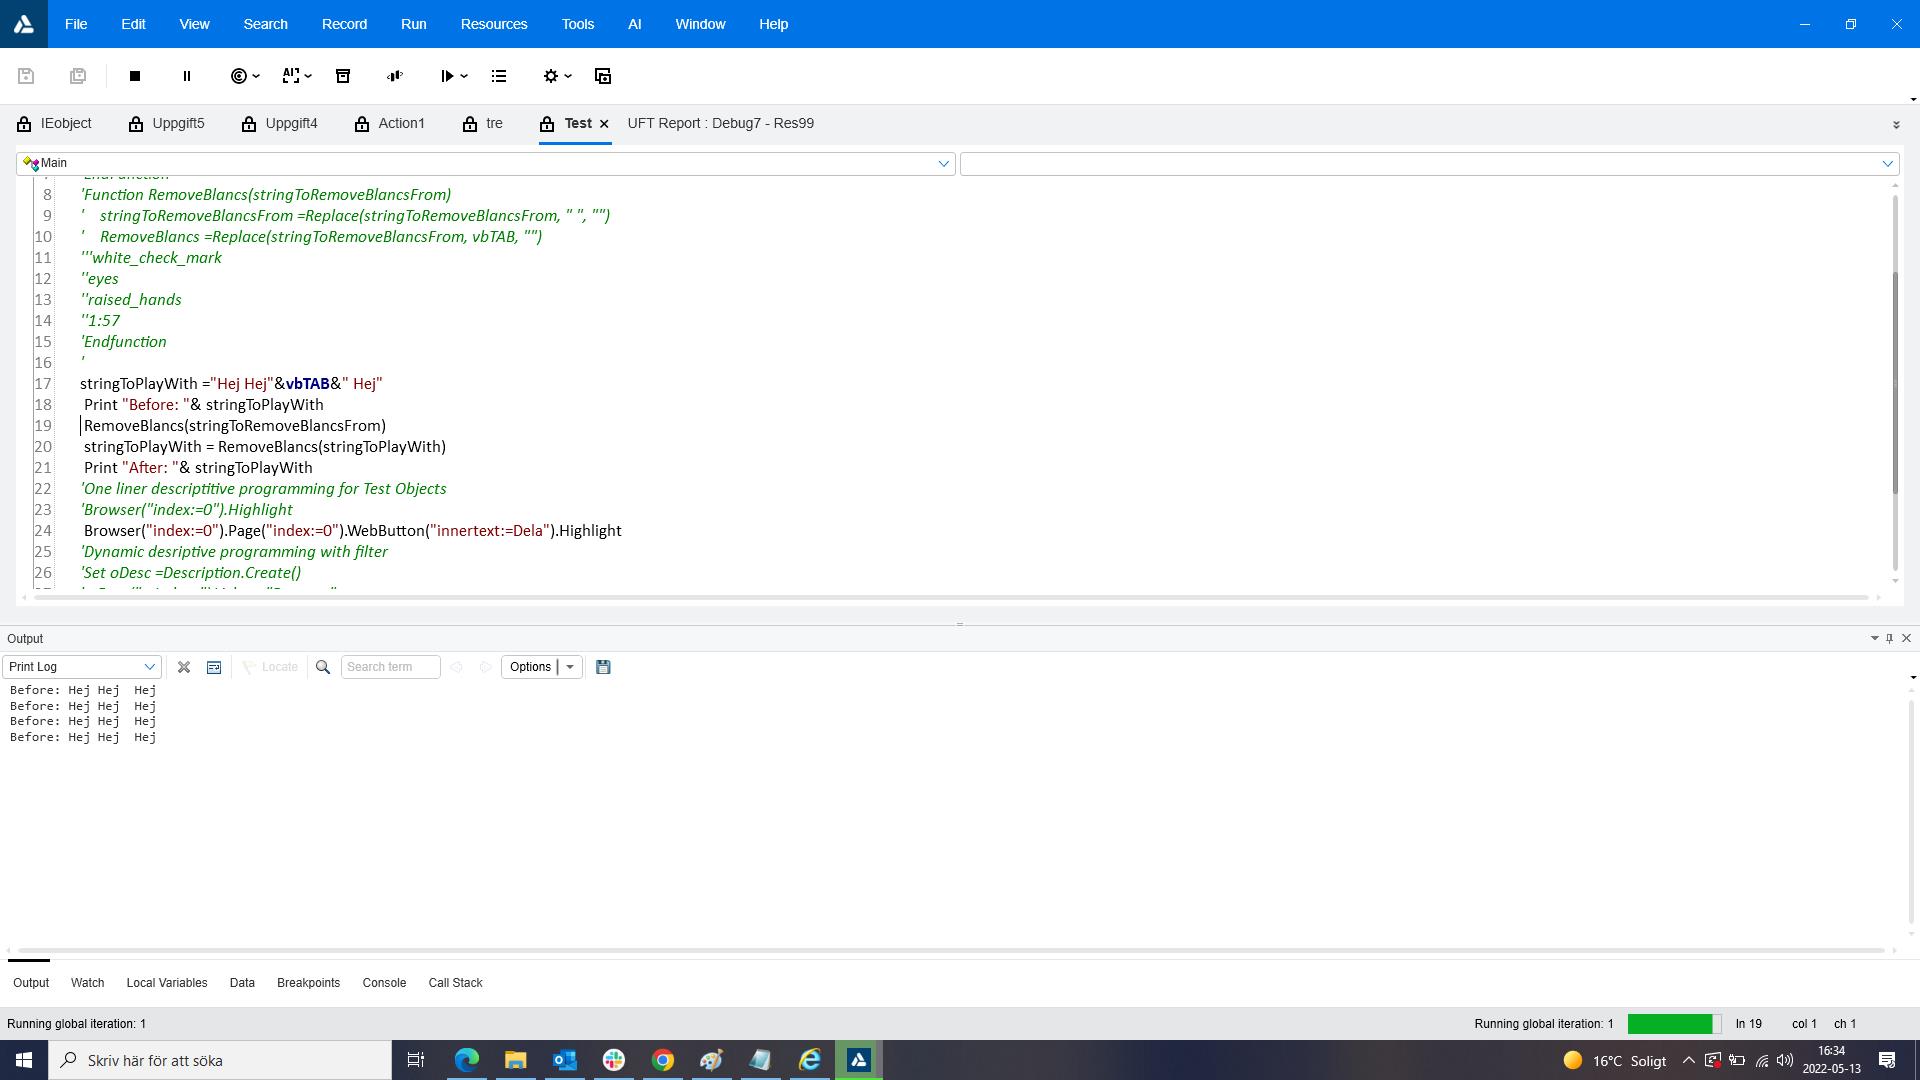 File Edit View Search Record Run Resources Tools AI Window Help
IEobject Uppgift5 Uppgift4 Action1 tre Test UFT Report : Debug7 - Res99
Main
8 'Function RemoveBlancs(stringToRemoveBlancsFrom)
9 ' stringToRemoveBlancsFrom =Replace(stringToRemoveBlancsFrom, " ", "")
10 ' RemoveBlancs =Replace(stringToRemoveBlancsFrom, vbTAB, "")
11 '''white_check_mark
12 ''eyes
13 ''raised_hands
14 ''1:57
15 'Endfunction
16 '
17 stringToPlayWith ="Hej Hej"&vbTAB&" Hej"
18 Print "Before: "& stringToPlayWith
19 RemoveBlancs(stringToRemoveBlancsFrom)
20 stringToPlayWith = RemoveBlancs(stringToPlayWith)
21 Print "After: "& stringToPlayWith
22 'One liner descriptitive programming for Test Objects
23 'Browser("index:=0").Highlight
24 Browser("index:=0").Page("index:=0").WebButton("innertext:=Dela").Highlight
25 'Dynamic desriptive programming with filter
26 'Set oDesc =Description.Create()
Output
Print Log Locate Search term Options
Before: Hej Hej  Hej
Before: Hej Hej  Hej
Before: Hej Hej  Hej
Before: Hej Hej  Hej
Output Watch Local Variables Data Breakpoints Console Call Stack
Running global iteration: 1 Running global iteration: 1 ln 19 col 1 ch 1
Skriv här för att söka 16°C Soligt 16:34
2022-05-13